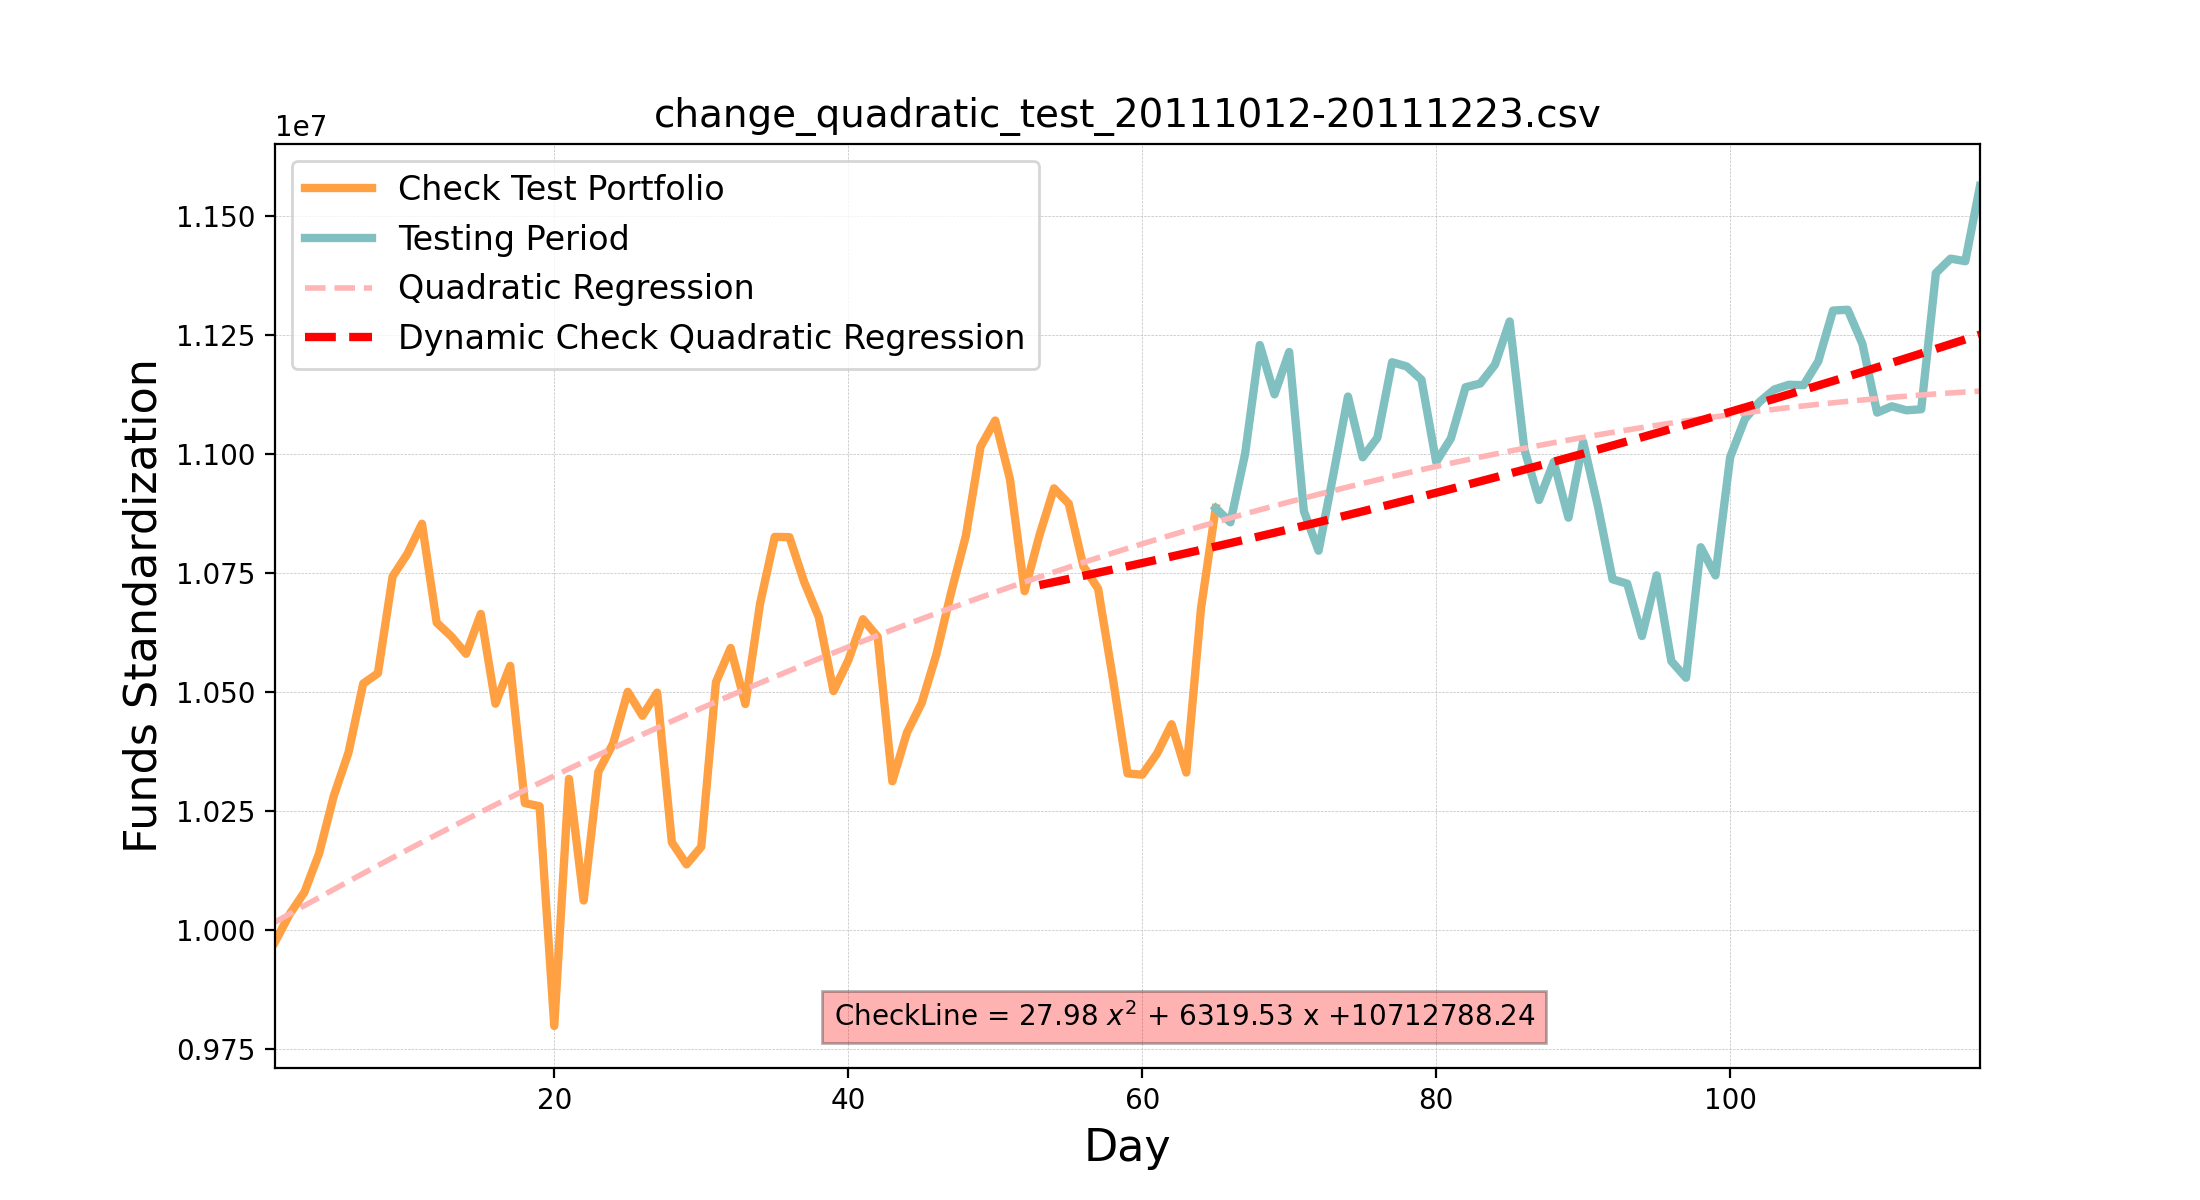 change_quadratic_test_20111012-20111223.csv
1e7
Check Test Portfolio
Testing Period
Quadratic Regression
Dynamic Check Quadratic Regression
Funds Standardization
1.150
1.125
1.100
1.075
1.050
1.025
1.000
0.975
CheckLine = 27.98 x² + 6319.53 x +10712788.24
20 40 60 80 100
Day